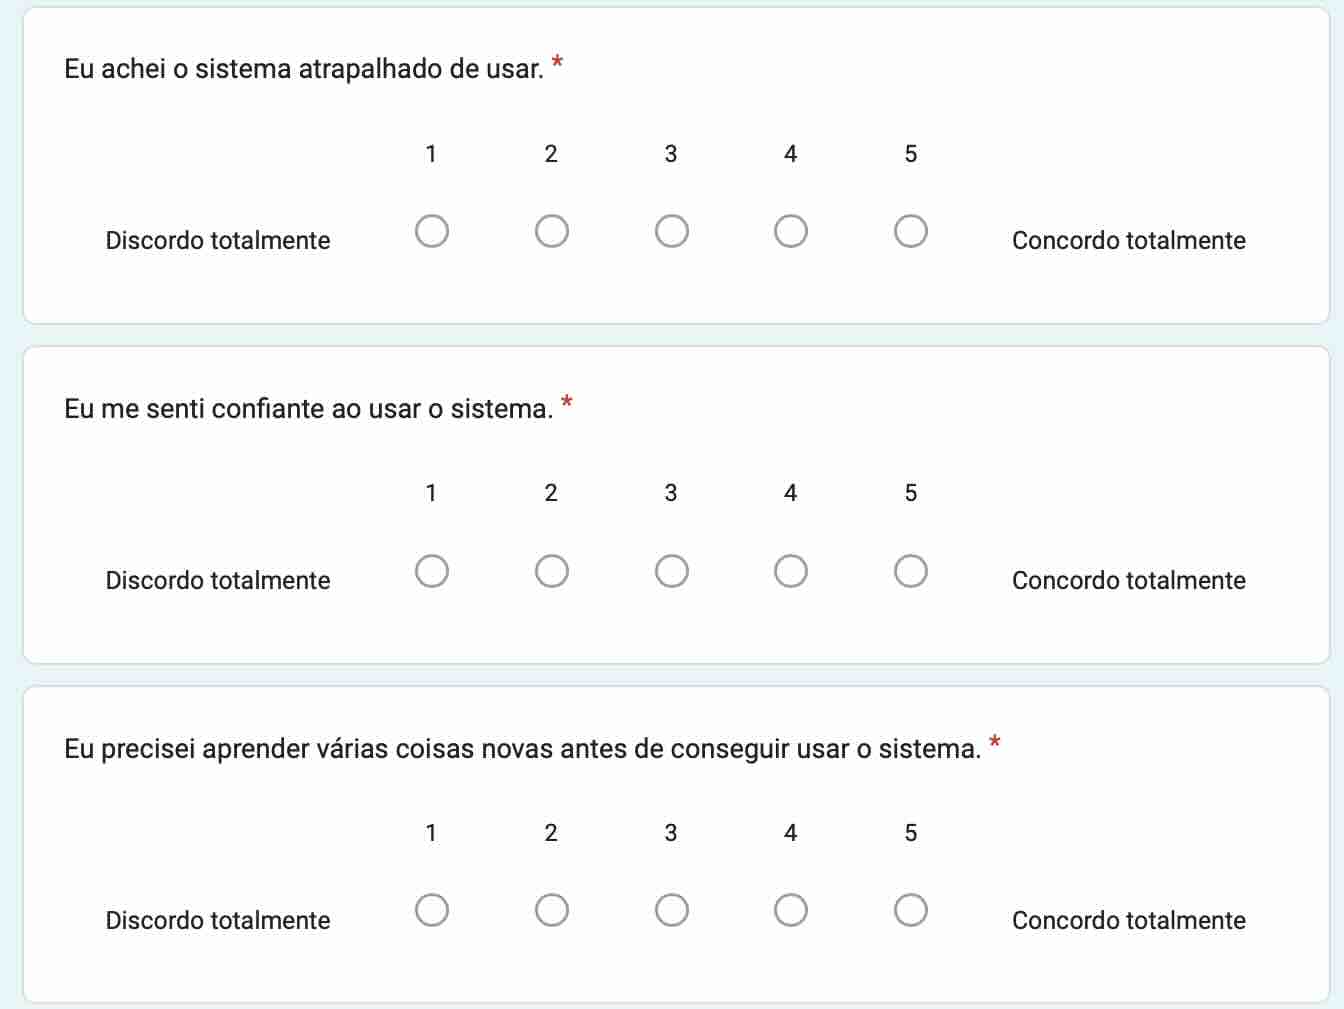 Eu achei o sistema atrapalhado de usar. *
1 2 3 4 5
Discordo totalmente Concordo totalmente
Eu me senti confiante ao usar o sistema. *
1 2 3 4 5
Discordo totalmente Concordo totalmente
Eu precisei aprender várias coisas novas antes de conseguir usar o sistema. *
1 2 3 4 5
Discordo totalmente Concordo totalmente